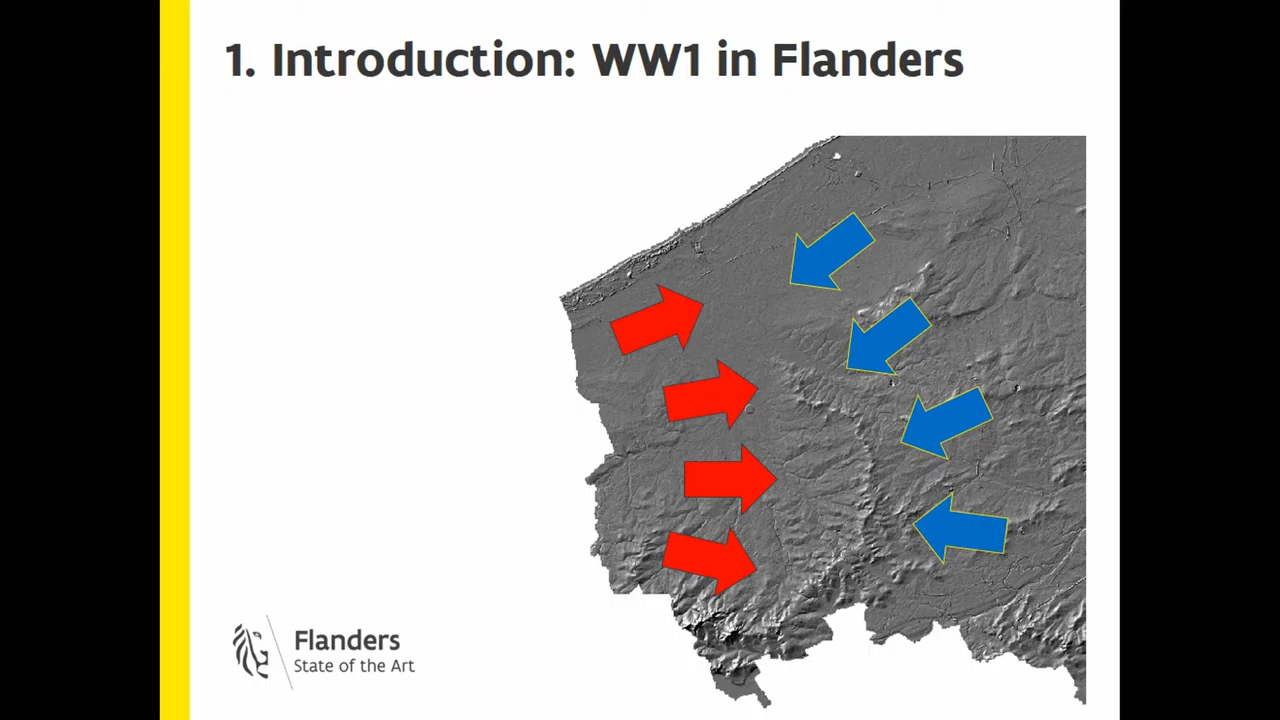 1. Introduction: WW1 in Flanders
Flanders
State of the Art